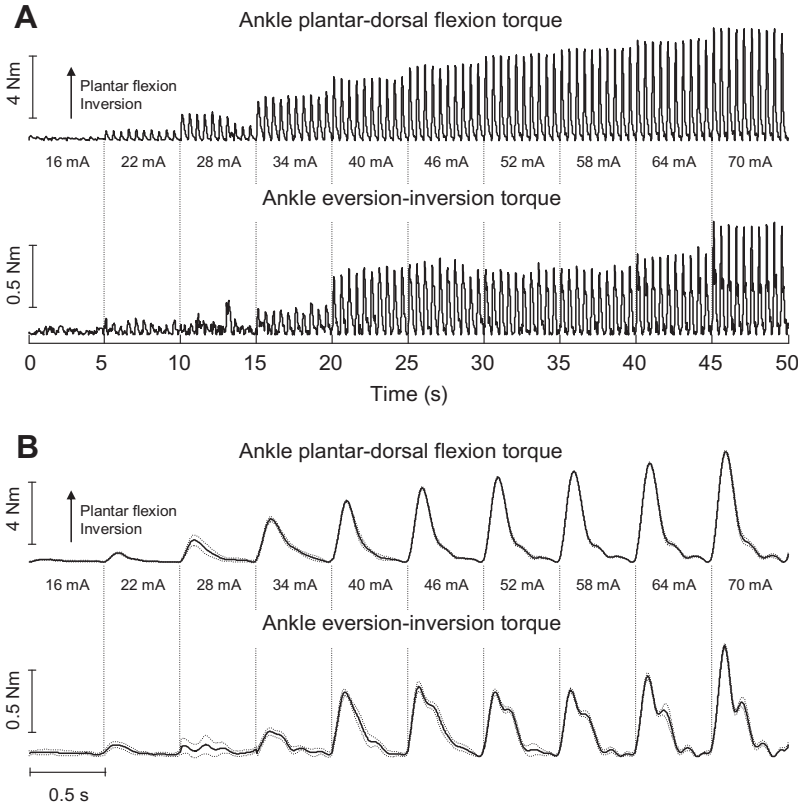 A
Ankle plantar-dorsal flexion torque
4 Nm
Plantar flexion
Inversion
16 mA 22 mA 28 mA 34 mA 40 mA 46 mA 52 mA 58 mA 64 mA 70 mA
Ankle eversion-inversion torque
0.5 Nm
0 5 10 15 20 25 30 35 40 45 50
Time (s)
B
Ankle plantar-dorsal flexion torque
4 Nm
Plantar flexion
Inversion
16 mA 22 mA 28 mA 34 mA 40 mA 46 mA 52 mA 58 mA 64 mA 70 mA
Ankle eversion-inversion torque
0.5 Nm
0.5 s